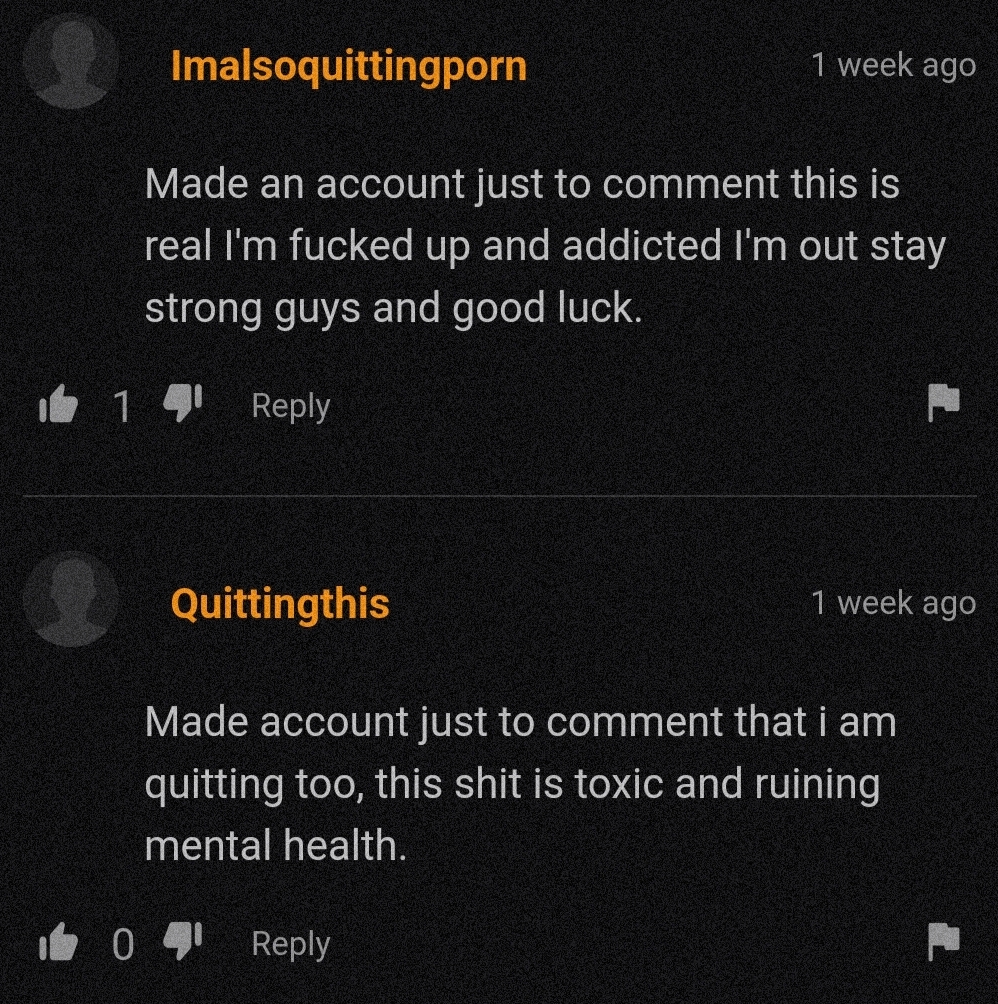 Imalsoquittingporn 1 week ago
Made an account just to comment this is
real I'm fucked up and addicted I'm out stay
strong guys and good luck.
1 Reply
Quittingthis 1 week ago
Made account just to comment that i am
quitting too, this shit is toxic and ruining
mental health.
0 Reply